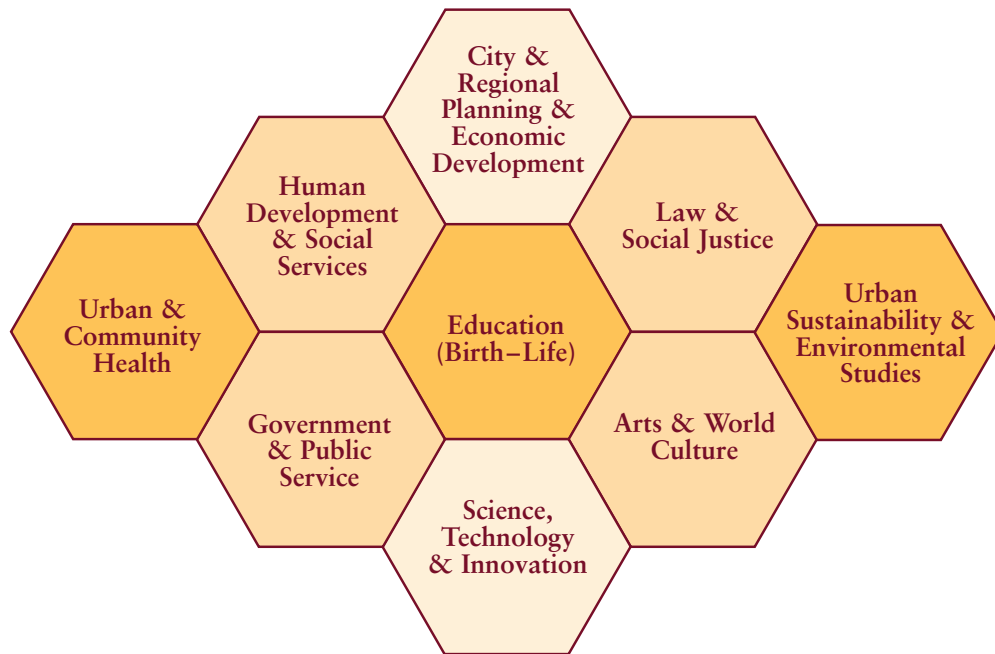 City &
Regional
Planning &
Economic
Development
Human
Development
& Social
Services
Law &
Social Justice
Urban &
Community
Health
Education
(Birth–Life)
Urban
Sustainability &
Environmental
Studies
Government
& Public
Service
Arts & World
Culture
Science,
Technology
& Innovation